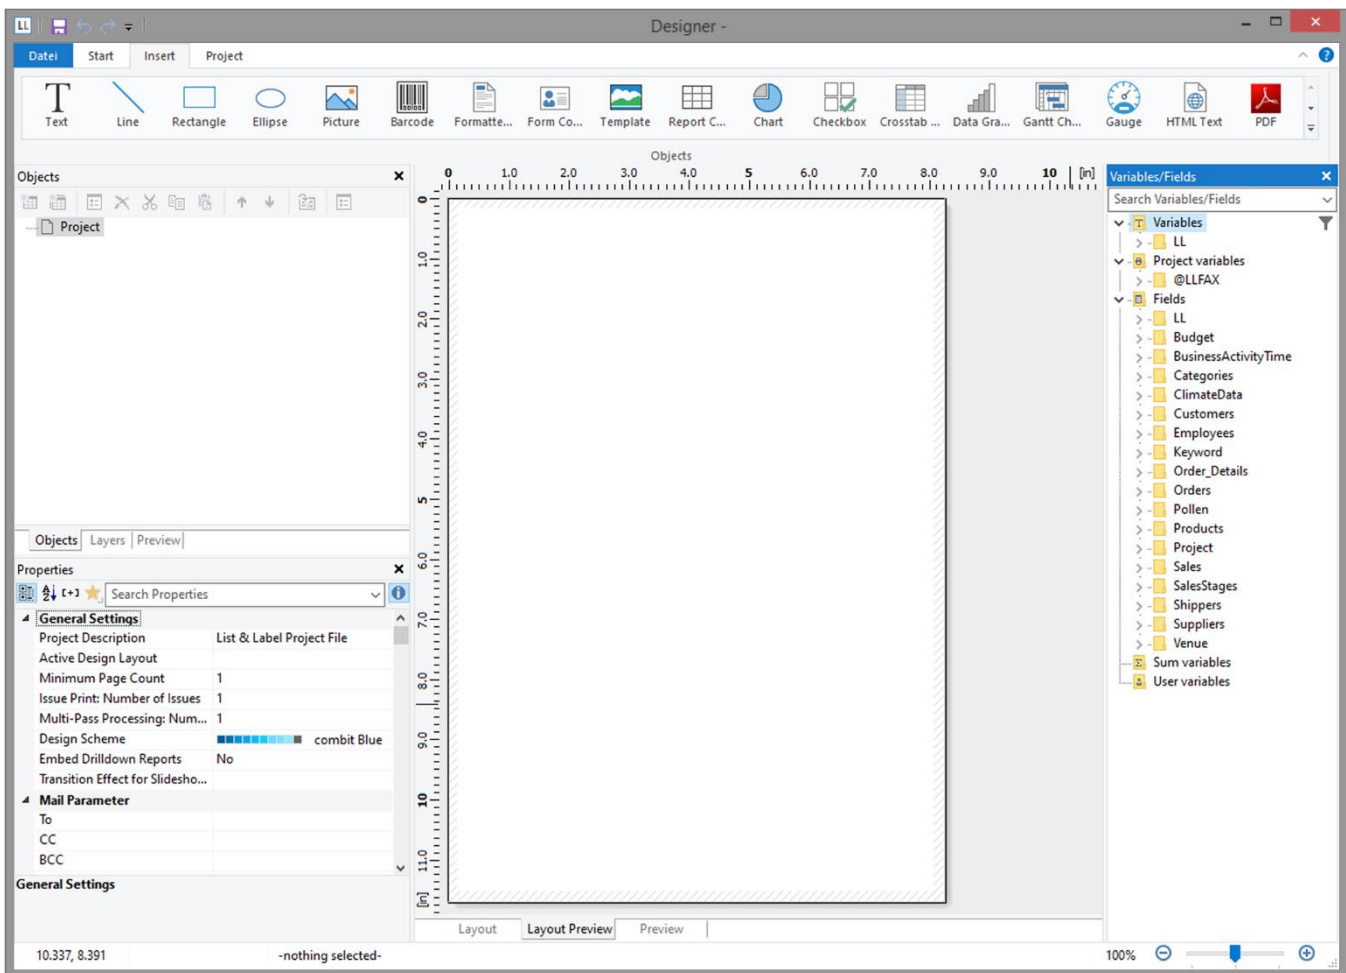 LL
Designer -
Datei Start Insert Project
Text Line Rectangle Ellipse Picture Barcode Formatte... Form Co... Template Report C... Chart Checkbox Crosstab ... Data Gra... Gantt Ch... Gauge HTML Text PDF
Objects
Objects
Project
Objects Layers Preview
Properties
Search Properties
General Settings
Project Description List & Label Project File
Active Design Layout
Minimum Page Count 1
Issue Print: Number of Issues 1
Multi-Pass Processing: Num... 1
Design Scheme combit Blue
Embed Drilldown Reports No
Transition Effect for Slidesho...
Mail Parameter
To
CC
BCC
General Settings
0 1.0 2.0 3.0 4.0 5 6.0 7.0 8.0 9.0 10 [in]
0
1.0
2.0
3.0
4.0
5
6.0
7.0
8.0
9.0
10
11.0
[in]
Layout Layout Preview Preview
Variables/Fields
Search Variables/Fields
Variables
LL
Project variables
@LLFAX
Fields
LL
Budget
BusinessActivityTime
Categories
ClimateData
Customers
Employees
Keyword
Order_Details
Orders
Pollen
Products
Project
Sales
SalesStages
Shippers
Suppliers
Venue
Sum variables
User variables
10.337, 8.391 -nothing selected- 100%